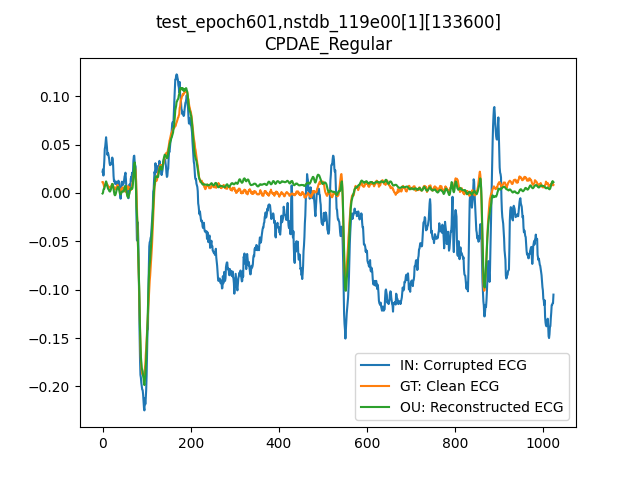 test_epoch601,nstdb_119e00[1][133600]
CPDAE_Regular
0.10
0.05
0.00
−0.05
−0.10
−0.15
−0.20
IN: Corrupted ECG
GT: Clean ECG
OU: Reconstructed ECG
0 200 400 600 800 1000